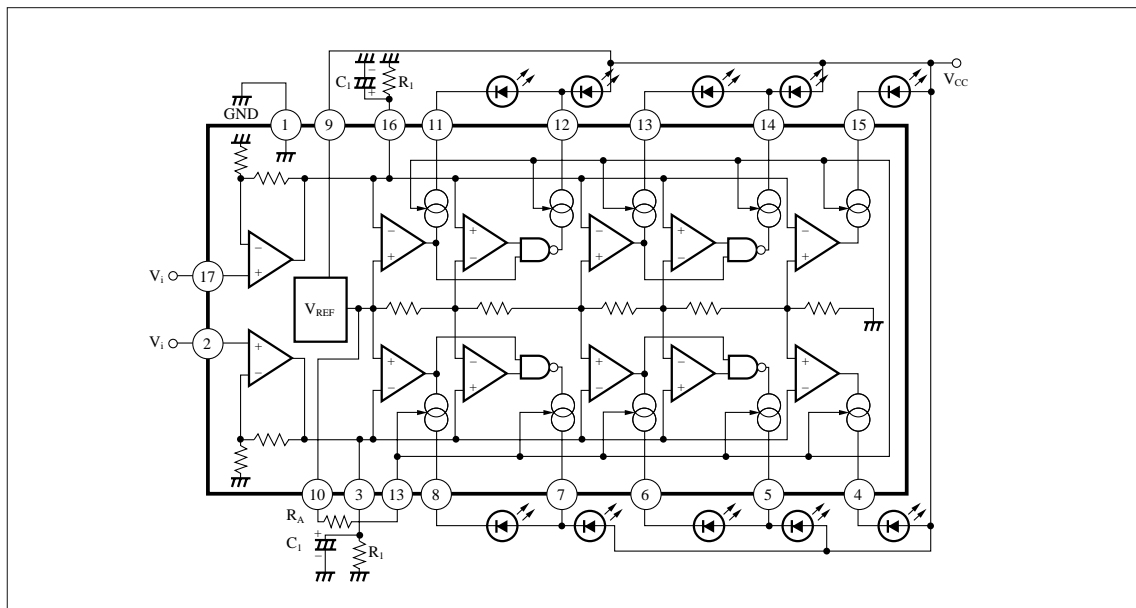 C1 − + R1
VCC
GND
1 9 16 11 12 13 14 15
− + + − − + + − − +
− +
Vi 17
VREF
Vi 2
+ −
+ − − + + − − + + −
10 3 13 8 7 6 5 4
RA
C1 + − R1